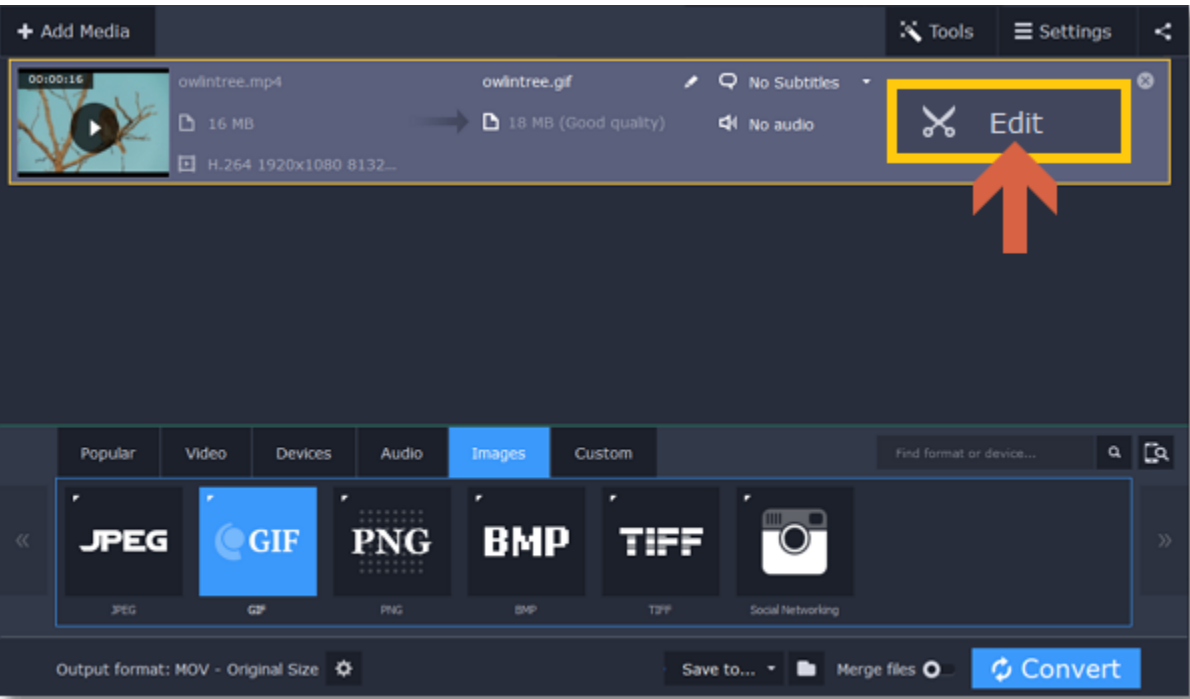 + Add Media
Tools
Settings
00:00:16
owlintree.mp4
owlintree.gif
No Subtitles
Edit
16 MB
18 MB (Good quality)
No audio
H.264 1920x1080 8132...
Popular
Video
Devices
Audio
Images
Custom
Find format or device...
JPEG
GIF
PNG
BMP
TIFF
JPEG
GIF
PNG
BMP
TIFF
Social Networking
Output format: MOV - Original Size
Save to...
Merge files
Convert